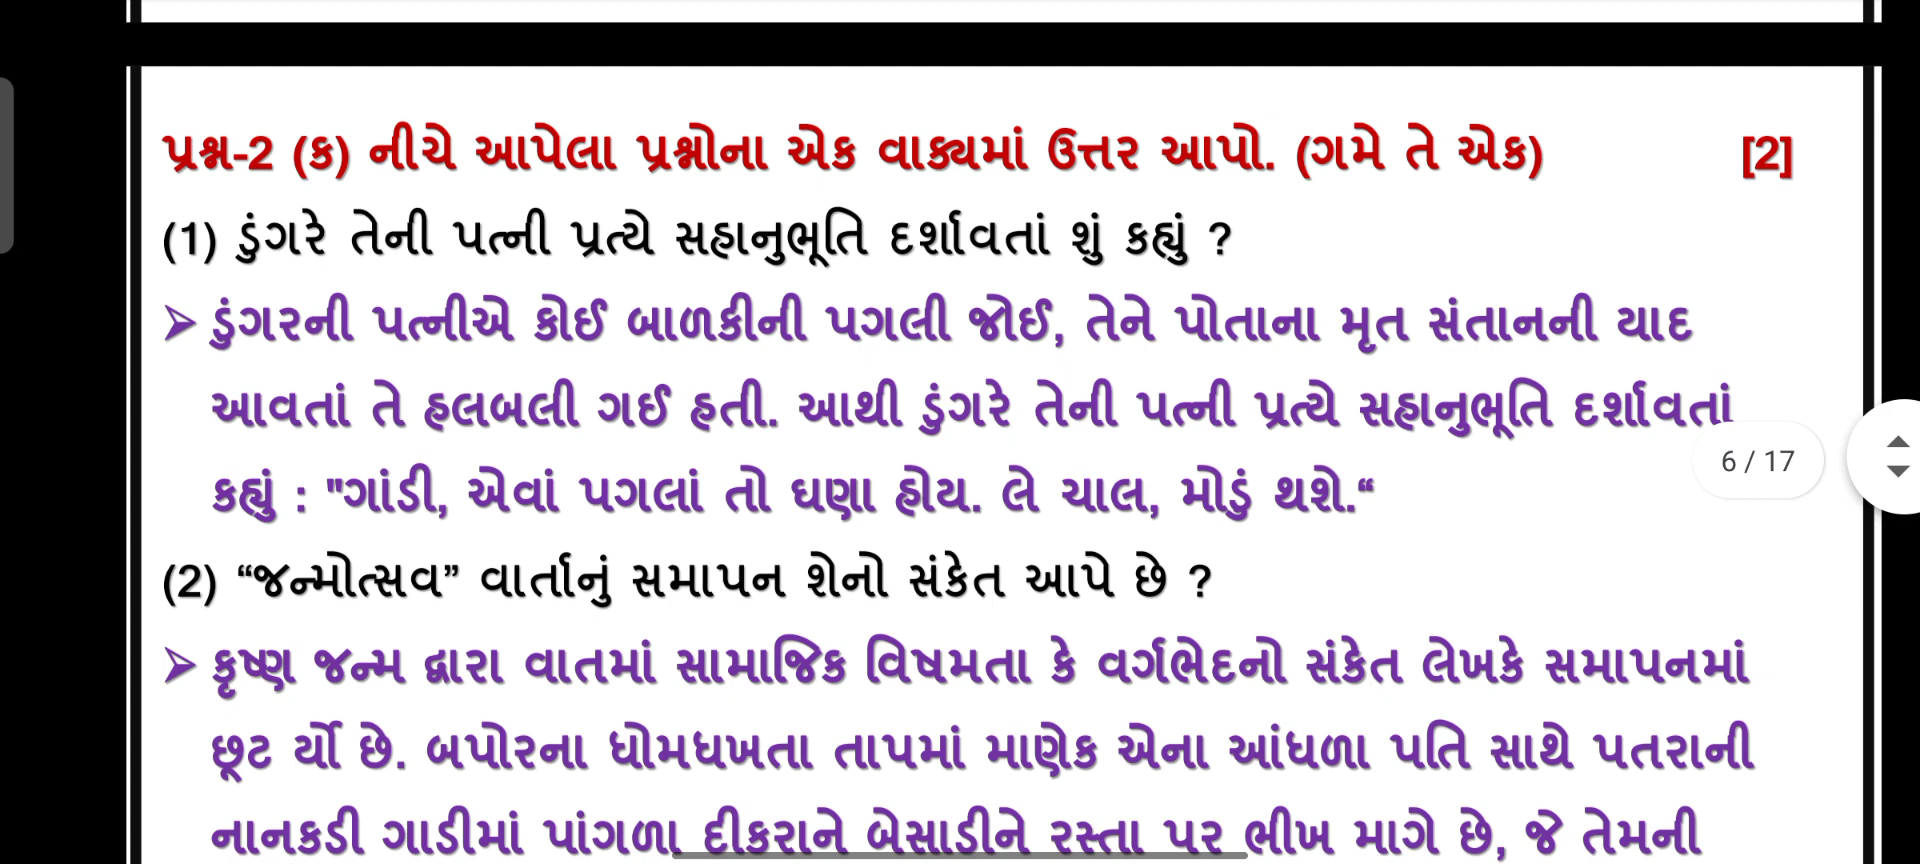 પ્રશ્ન-2 (ક) નીચે આપેલા પ્રશ્નોના એક વાક્યમાં ઉત્તર આપો. (ગમે તે એક) [2]
(1) ડુંગરે તેની પત્ની પ્રત્યે સહાનુભૂતિ દર્શાવતાં શું કહ્યું ?
➢ ડુંગરની પત્નીએ કોઈ બાળકીની પગલી જોઈ, તેને પોતાના મૃત સંતાનની યાદ
આવતાં તે હલબલી ગઈ હતી. આથી ડુંગરે તેની પત્ની પ્રત્યે સહાનુભૂતિ દર્શાવતાં
કહ્યું : "ગાંડી, એવાં પગલાં તો ઘણા હોય. લે ચાલ, મોડું થશે.“
6 / 17
(2) “જન્મોત્સવ” વાર્તાનું સમાપન શેનો સંકેત આપે છે ?
➢ કૃષ્ણ જન્મ દ્વારા વાતમાં સામાજિક વિષમતા કે વર્ગભેદનો સંકેત લેખકે સમાપનમાં
છૂટ ર્યો છે. બપોરના ધોમધખતા તાપમાં માણેક એના આંધળા પતિ સાથે પતરાની
નાનકડી ગાડીમાં પાંગળા દીકરાને બેસાડીને રસ્તા પર ભીખ માગે છે, જે તેમની